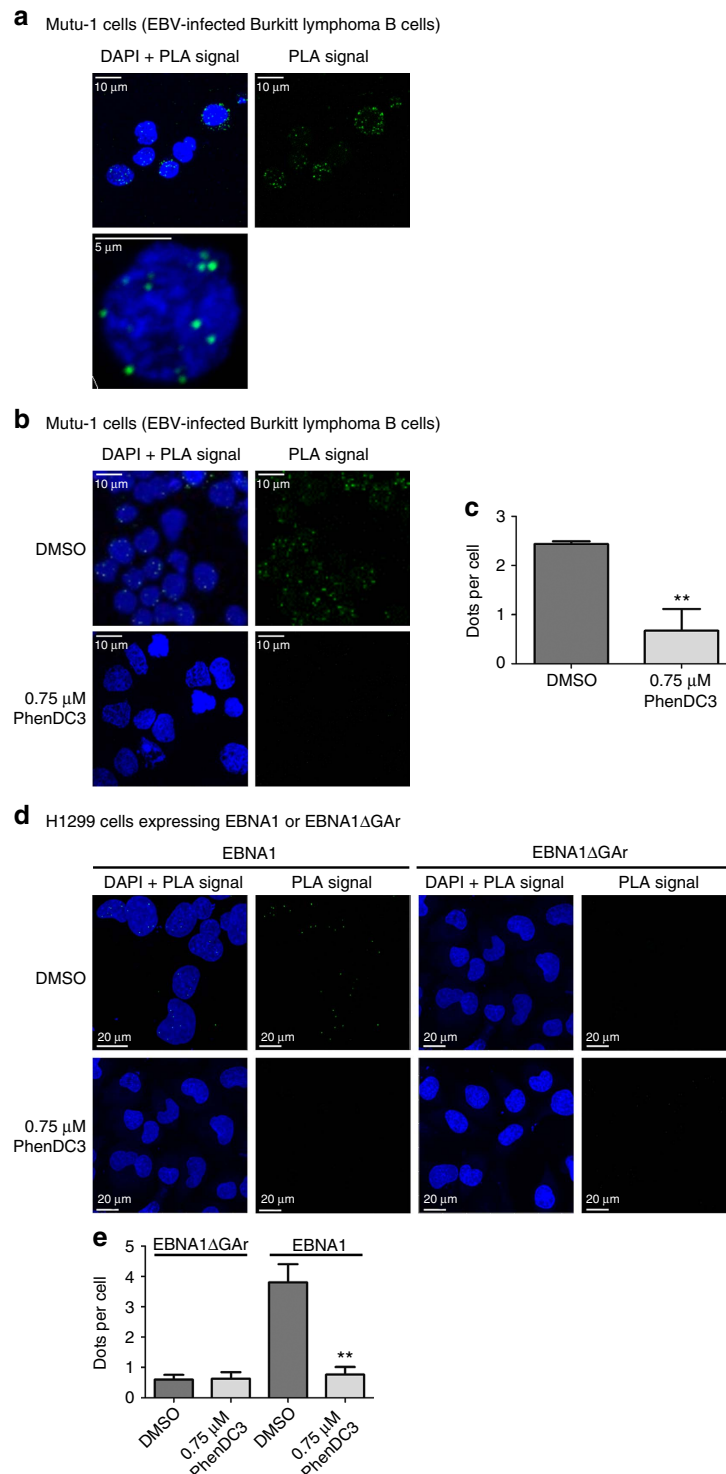 a Mutu-1 cells (EBV-infected Burkitt lymphoma B cells)
DAPI + PLA signal PLA signal
10 µm 10 µm
5 µm
b Mutu-1 cells (EBV-infected Burkitt lymphoma B cells)
DAPI + PLA signal PLA signal
10 µm 10 µm
DMSO
10 µm 10 µm
0.75 µM
PhenDC3
c
Dots per cell
3
2
1
0
**
DMSO 0.75 µM
PhenDC3
d H1299 cells expressing EBNA1 or EBNA1ΔGAr
EBNA1 EBNA1ΔGAr
DAPI + PLA signal PLA signal DAPI + PLA signal PLA signal
DMSO
20 µm 20 µm 20 µm 20 µm
0.75 µM
PhenDC3
20 µm 20 µm 20 µm 20 µm
e
EBNA1ΔGAr EBNA1
Dots per cell
5
4
3
2
1
0
**
DMSO
0.75 µM
PhenDC3
DMSO
0.75 µM
PhenDC3